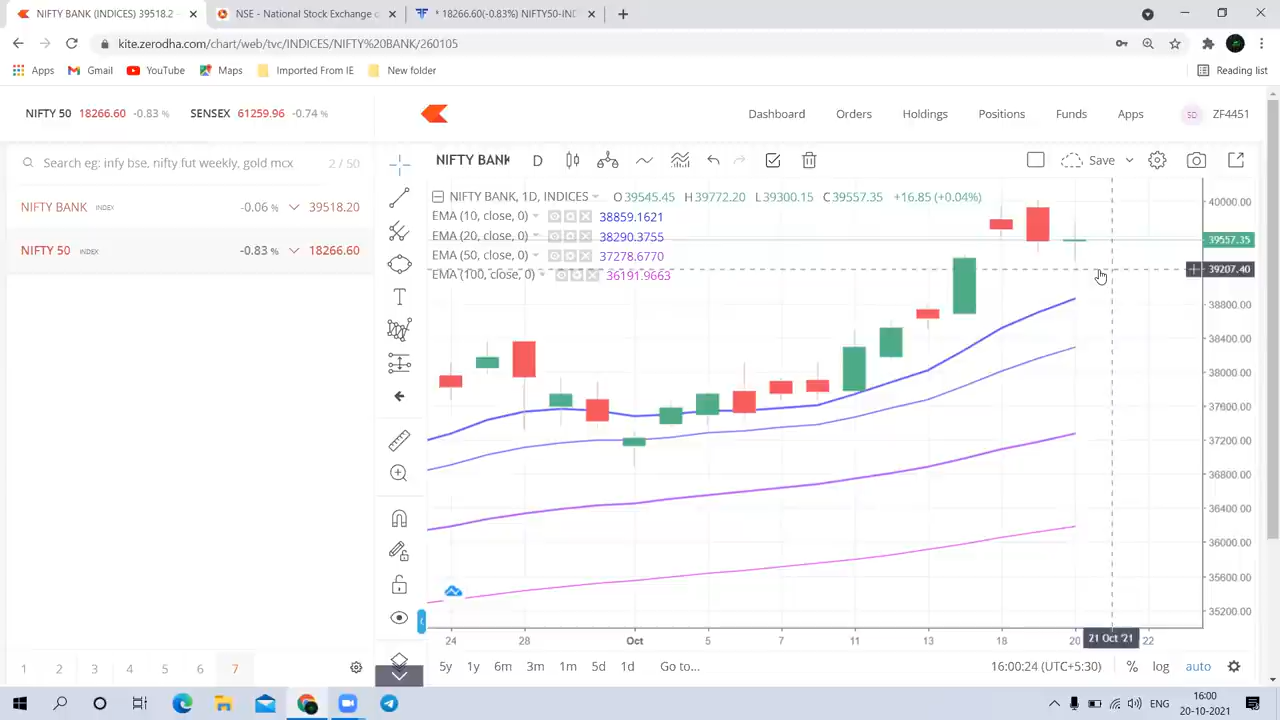 NIFTY BANK (INDICES) 39518.2
NSE - National Stock Exchange o
* 18266.60(-0.83%) NIFTY50-IND
kite.zerodha.com/chart/web/tvc/INDICES/NIFTY%20BANK/260105
Apps
Gmail
YouTube
Maps
Imported From IE
New folder
Reading list
NIFTY 50 18266.60 -0.83 %
SENSEX 61259.96 -0.74 %
Dashboard
Orders
Holdings
Positions
Funds
Apps
SD
ZF4451
Search eg: infy bse, nifty fut weekly, gold mcx
2 / 50
NIFTY BANK INDEX -0.06 % 39518.20
NIFTY 50 INDEX -0.83 % 18266.60
NIFTY BANK
D
Save
NIFTY BANK, 1D, INDICES O39545.45 H39772.20 L39300.15 C39557.35 +16.85 (+0.04%)
EMA (10, close, 0) 38859.1621
EMA (20, close, 0) 38290.3755
EMA (50, close, 0) 37278.6770
EMA (100, close, 0) 36191.9663
T
40000.00
39557.35
39207.40
38800.00
38400.00
38000.00
37600.00
37200.00
36800.00
36400.00
36000.00
35600.00
35200.00
24
28
Oct
5
7
11
13
18
20
21 Oct '21
22
5y 1y 6m 3m 1m 5d 1d Go to...
16:00:24 (UTC+5:30)
% log auto
1 2 3 4 5 6 7
ENG
16:00
20-10-2021